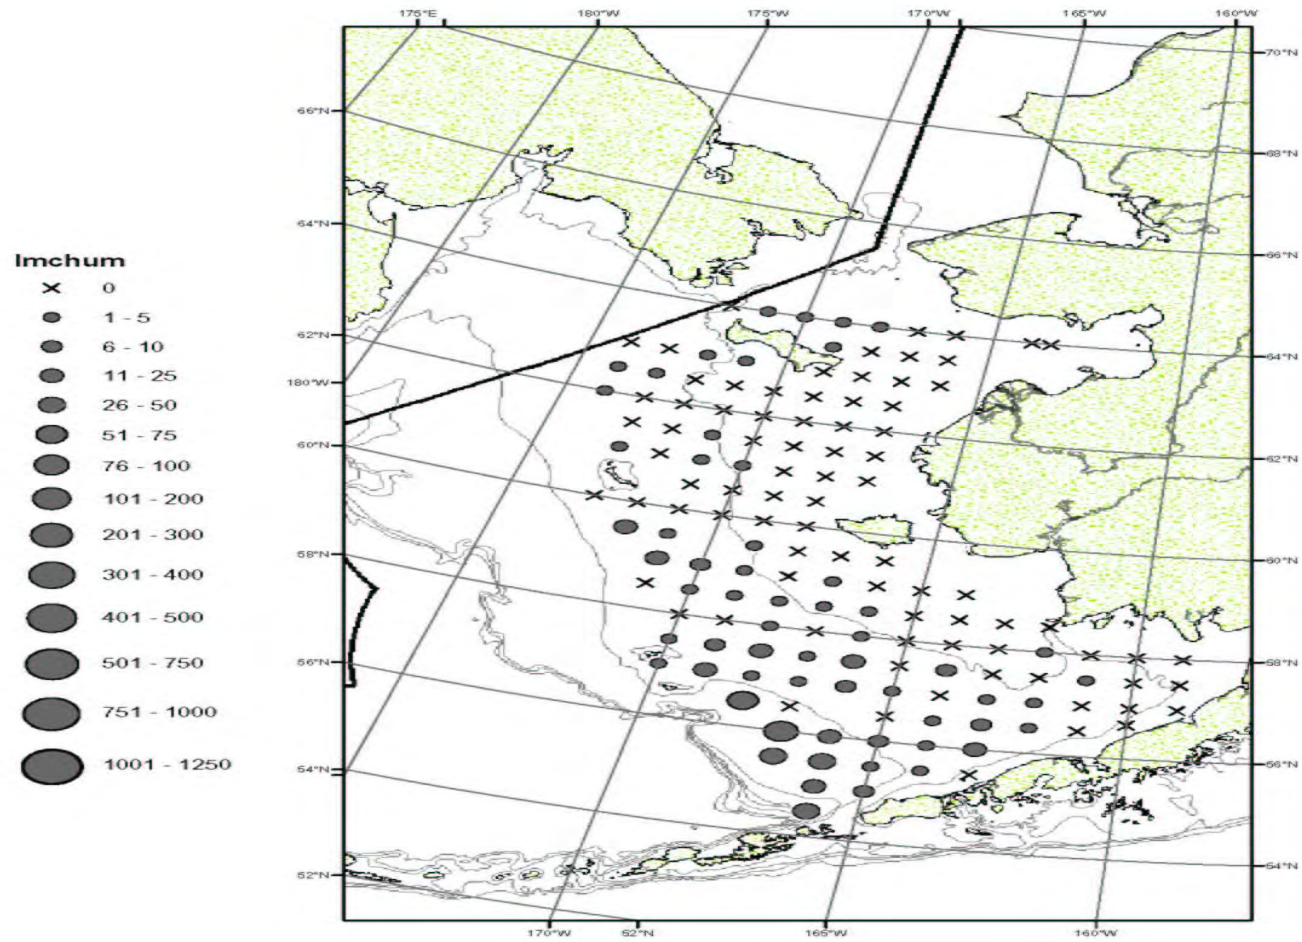 175°E 180°W 175°W 170°W 165°W 160°W
70°N
66°N
68°N
64°N
66°N
Imchum
0
1 - 5
62°N
6 - 10
64°N
11 - 25
180°W
26 - 50
51 - 75
60°N
62°N
76 - 100
101 - 200
201 - 300
58°N
60°N
301 - 400
401 - 500
501 - 750
56°N
58°N
751 - 1000
1001 - 1250
54°N
56°N
52°N
54°N
170°W 52°N 165°W 160°W